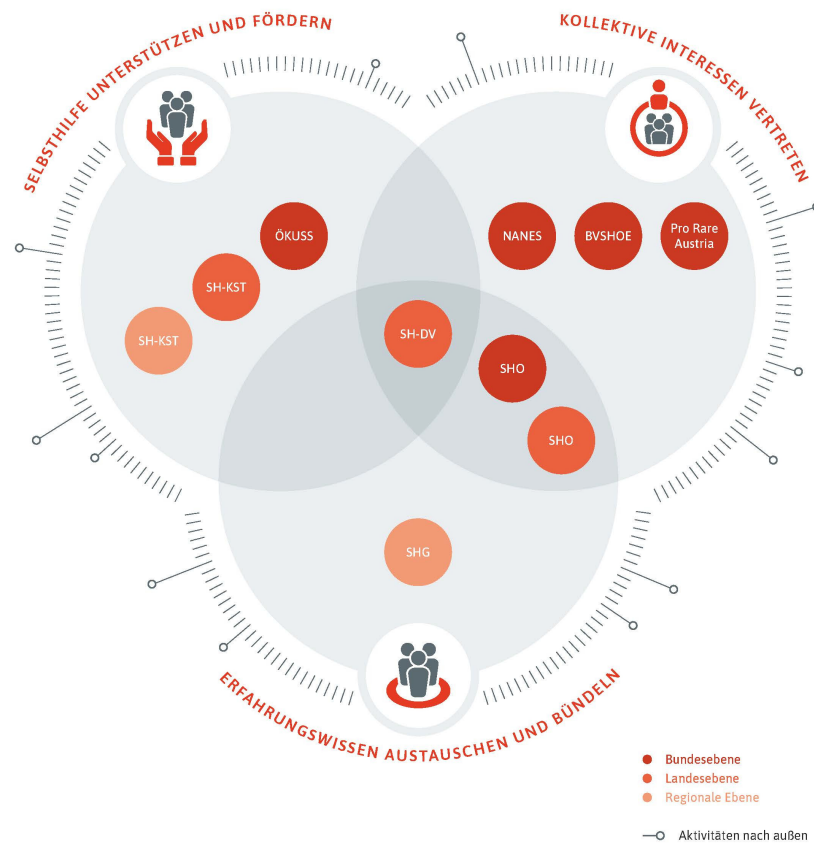 SELBSTHILFE UNTERSTÜTZEN UND FÖRDERN
KOLLEKTIVE INTERESSEN VERTRETEN
ÖKUSS
NANES
BVSHOE
Pro Rare
Austria
SH-KST
SH-KST
SH-DV
SHO
SHO
SHG
ERFAHRUNGSWISSEN AUSTAUSCHEN UND BÜNDELN
Bundesebene
Landesebene
Regionale Ebene
Aktivitäten nach außen